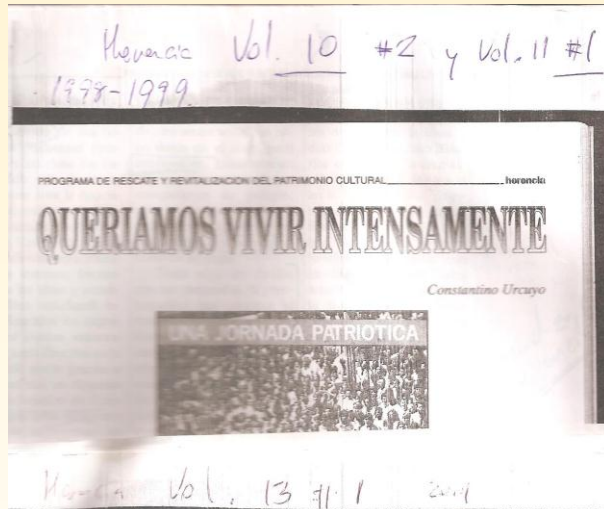 Herencia Vol. 10 #2 y Vol. 11 #1
1998-1999.
PROGRAMA DE RESCATE Y REVITALIZACION DEL PATRIMONIO CULTURAL herencia
QUERIAMOS VIVIR INTENSAMENTE
Constantino Urcuyo
UNA JORNADA PATRIOTICA
Vol. 13 #1